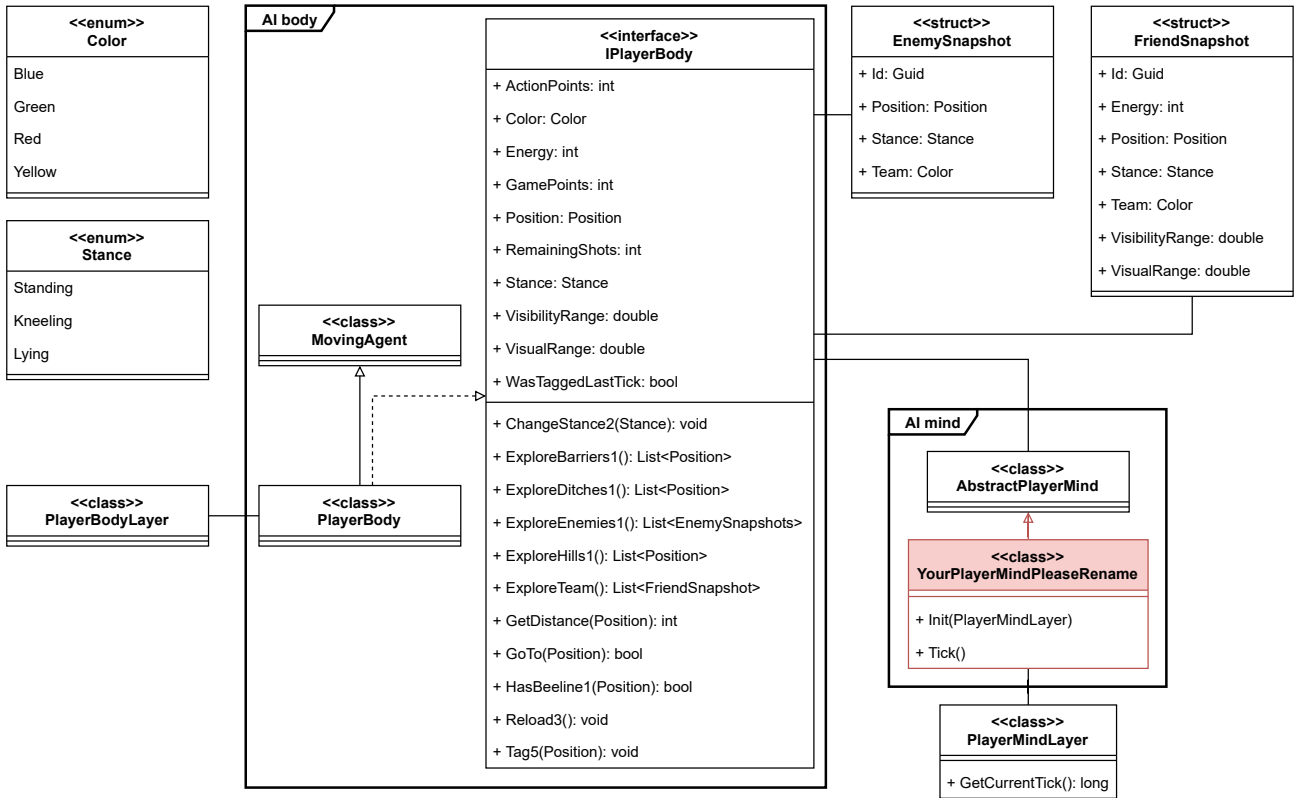 <<enum>>
Color
Blue
Green
Red
Yellow
<<enum>>
Stance
Standing
Kneeling
Lying
<<class>>
PlayerBodyLayer
AI body
<<class>>
MovingAgent
<<class>>
PlayerBody
<<interface>>
IPlayerBody
+ ActionPoints: int
+ Color: Color
+ Energy: int
+ GamePoints: int
+ Position: Position
+ RemainingShots: int
+ Stance: Stance
+ VisibilityRange: double
+ VisualRange: double
+ WasTaggedLastTick: bool
+ ChangeStance2(Stance): void
+ ExploreBarriers1(): List<Position>
+ ExploreDitches1(): List<Position>
+ ExploreEnemies1(): List<EnemySnapshots>
+ ExploreHills1(): List<Position>
+ ExploreTeam(): List<FriendSnapshot>
+ GetDistance(Position): int
+ GoTo(Position): bool
+ HasBeeline1(Position): bool
+ Reload3(): void
+ Tag5(Position): void
<<struct>>
EnemySnapshot
+ Id: Guid
+ Position: Position
+ Stance: Stance
+ Team: Color
<<struct>>
FriendSnapshot
+ Id: Guid
+ Energy: int
+ Position: Position
+ Stance: Stance
+ Team: Color
+ VisibilityRange: double
+ VisualRange: double
AI mind
<<class>>
AbstractPlayerMind
<<class>>
YourPlayerMindPleaseRename
+ Init(PlayerMindLayer)
+ Tick()
<<class>>
PlayerMindLayer
+ GetCurrentTick(): long